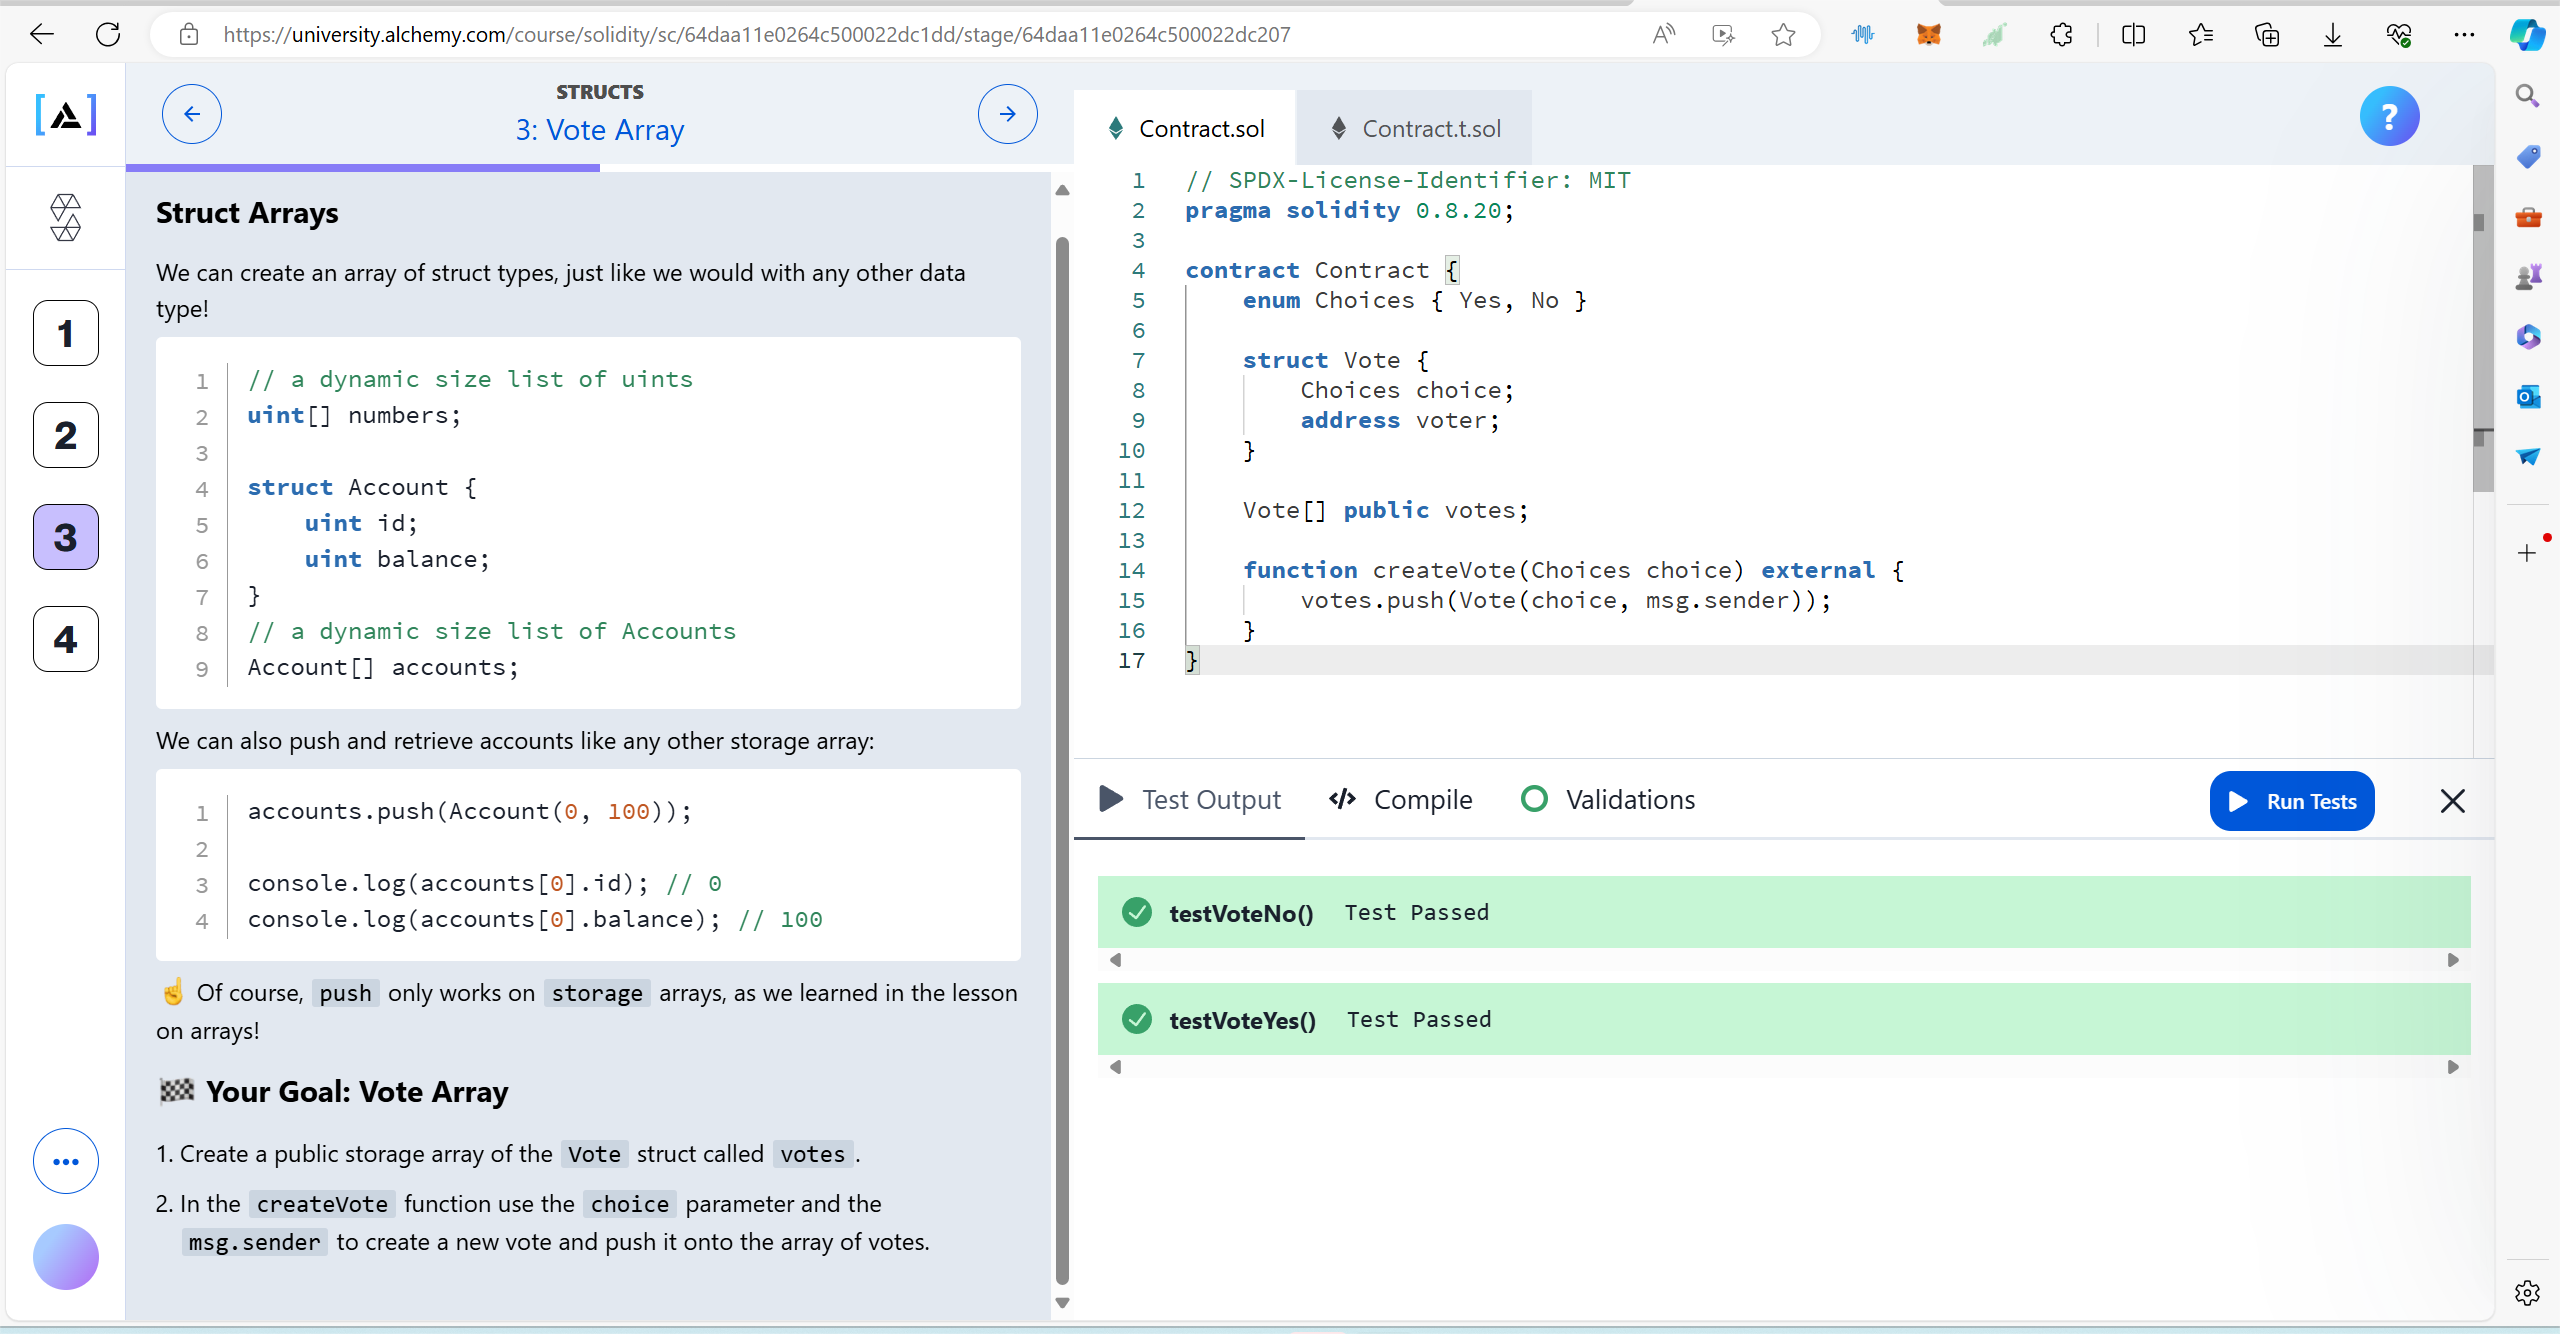 https://university.alchemy.com/course/solidity/sc/64daa11e0264c500022dc1dd/stage/64daa11e0264c500022dc207
STRUCTS
3: Vote Array
1
2
3
4
Struct Arrays
We can create an array of struct types, just like we would with any other data
type!
1 // a dynamic size list of uints
2 uint[] numbers;
3
4 struct Account {
5     uint id;
6     uint balance;
7 }
8 // a dynamic size list of Accounts
9 Account[] accounts;
We can also push and retrieve accounts like any other storage array:
1 accounts.push(Account(0, 100));
2
3 console.log(accounts[0].id); // 0
4 console.log(accounts[0].balance); // 100
☝️ Of course, push only works on storage arrays, as we learned in the lesson
on arrays!
🏁 Your Goal: Vote Array
1. Create a public storage array of the Vote struct called votes .
2. In the createVote function use the choice parameter and the
msg.sender to create a new vote and push it onto the array of votes.
Contract.sol
Contract.t.sol
?
1 // SPDX-License-Identifier: MIT
2 pragma solidity 0.8.20;
3
4 contract Contract {
5     enum Choices { Yes, No }
6
7     struct Vote {
8         Choices choice;
9         address voter;
10     }
11
12     Vote[] public votes;
13
14     function createVote(Choices choice) external {
15         votes.push(Vote(choice, msg.sender));
16     }
17 }
Test Output
Compile
Validations
Run Tests
testVoteNo() Test Passed
testVoteYes() Test Passed